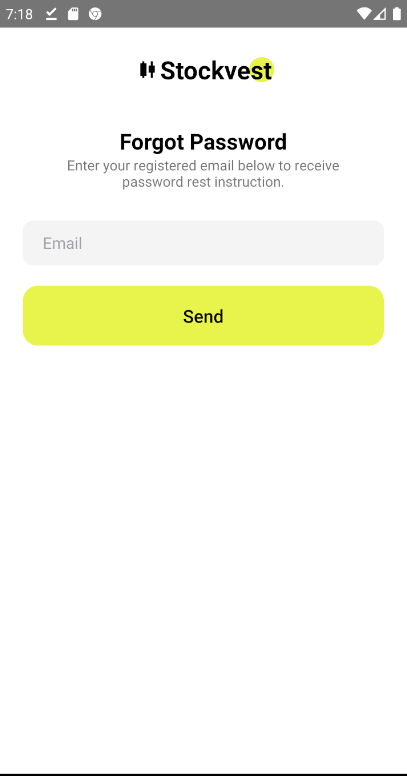 7:18
Stockvest
Forgot Password
Enter your registered email below to receive
password rest instruction.
Email
Send